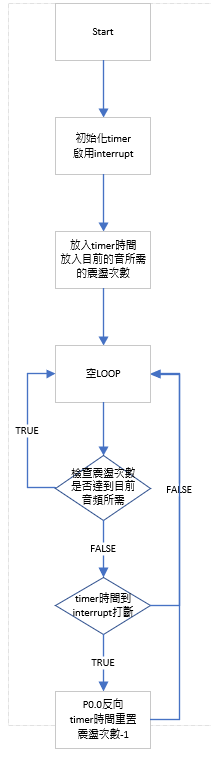 Start
初始化timer
啟用interrupt
放入timer時間
放入目前的音所需
的震盪次數
空LOOP
TRUE
檢查震盪次數
是否達到目前
音頻所需
FALSE
FALSE
timer時間到
interrupt打斷
TRUE
P0.0反向
timer時間重置
震盪次數-1